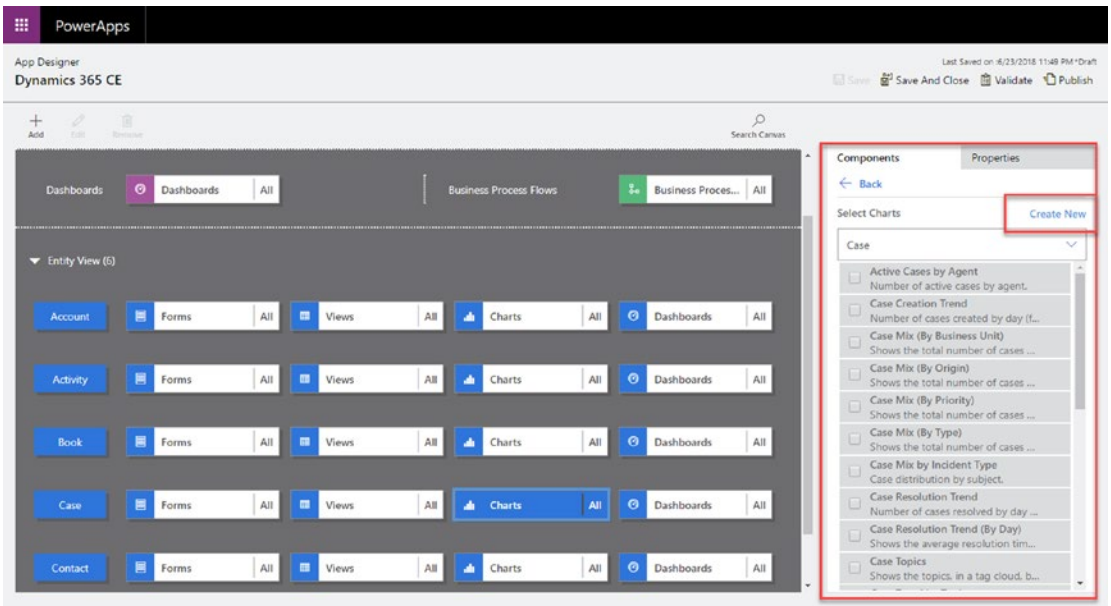 PowerApps
App Designer
Dynamics 365 CE
Last Saved on :6/23/2018 11:49 PM *Draft
Save
Save And Close
Validate
Publish
Add
Edit
Remove
Search Canvas
Dashboards
Dashboards All
Business Process Flows
Business Proces... All
Entity View (6)
Account Forms All Views All Charts All Dashboards All
Activity Forms All Views All Charts All Dashboards All
Book Forms All Views All Charts All Dashboards All
Case Forms All Views All Charts All Dashboards All
Contact Forms All Views All Charts All Dashboards All
Components Properties
Back
Select Charts Create New
Case
Active Cases by Agent
Number of active cases by agent.
Case Creation Trend
Number of cases created by day (f...
Case Mix (By Business Unit)
Shows the total number of cases ...
Case Mix (By Origin)
Shows the total number of cases ...
Case Mix (By Priority)
Shows the total number of cases ...
Case Mix (By Type)
Shows the total number of cases ...
Case Mix by Incident Type
Case distribution by subject.
Case Resolution Trend
Number of cases resolved by day ...
Case Resolution Trend (By Day)
Shows the average resolution tim...
Case Topics
Shows the topics, in a tag cloud, b...